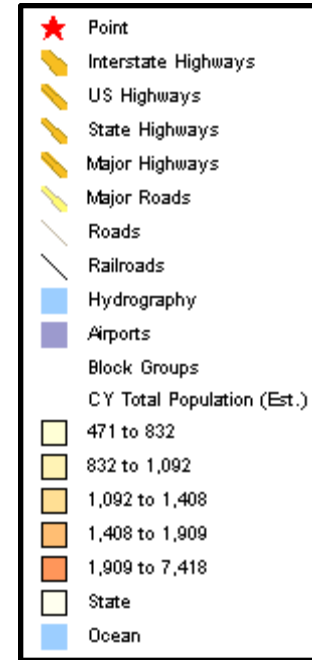 Point
Interstate Highways
US Highways
State Highways
Major Highways
Major Roads
Roads
Railroads
Hydrography
Airports
Block Groups
CY Total Population (Est.)
471 to 832
832 to 1,092
1,092 to 1,408
1,408 to 1,909
1,909 to 7,418
State
Ocean